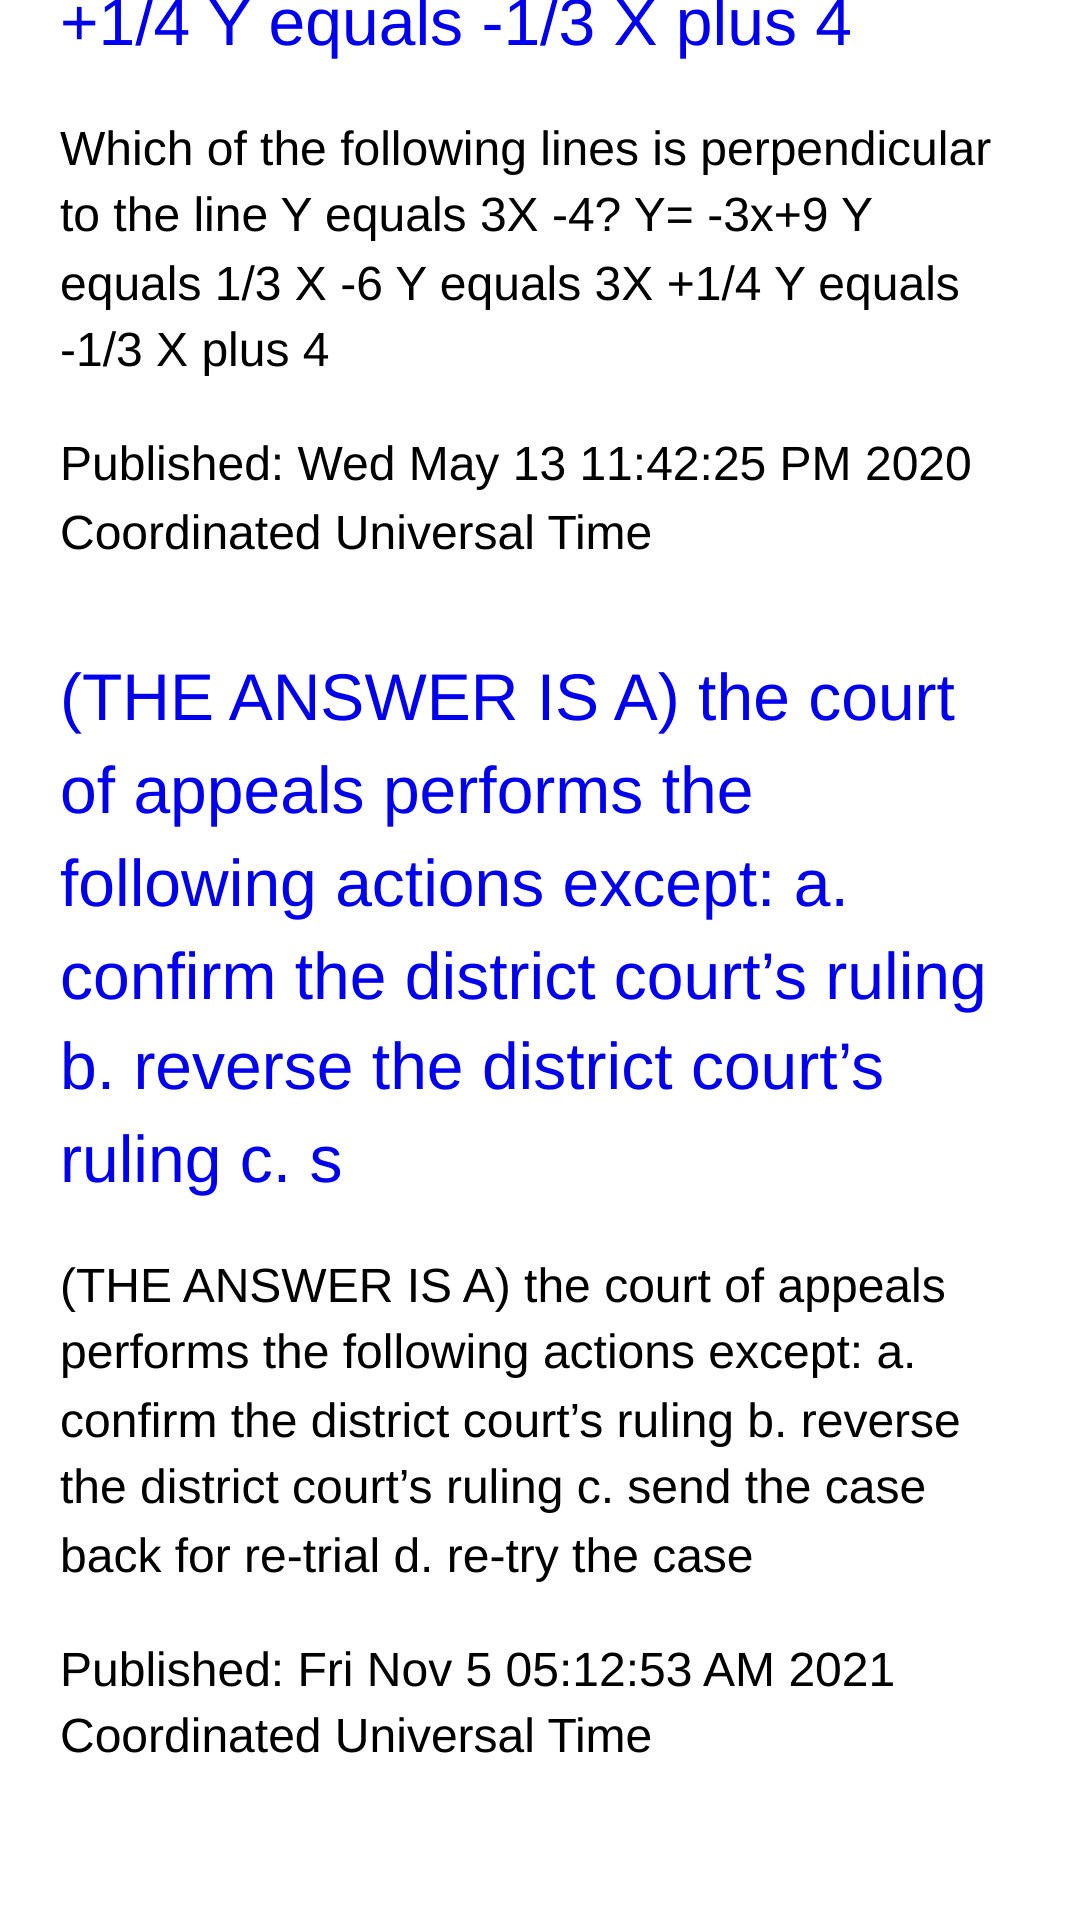 +1/4 Y equals -1/3 X plus 4
Which of the following lines is perpendicular
to the line Y equals 3X -4? Y= -3x+9 Y
equals 1/3 X -6 Y equals 3X +1/4 Y equals
-1/3 X plus 4
Published: Wed May 13 11:42:25 PM 2020
Coordinated Universal Time
(THE ANSWER IS A) the court
of appeals performs the
following actions except: a.
confirm the district court’s ruling
b. reverse the district court’s
ruling c. s
(THE ANSWER IS A) the court of appeals
performs the following actions except: a.
confirm the district court’s ruling b. reverse
the district court’s ruling c. send the case
back for re-trial d. re-try the case
Published: Fri Nov 5 05:12:53 AM 2021
Coordinated Universal Time